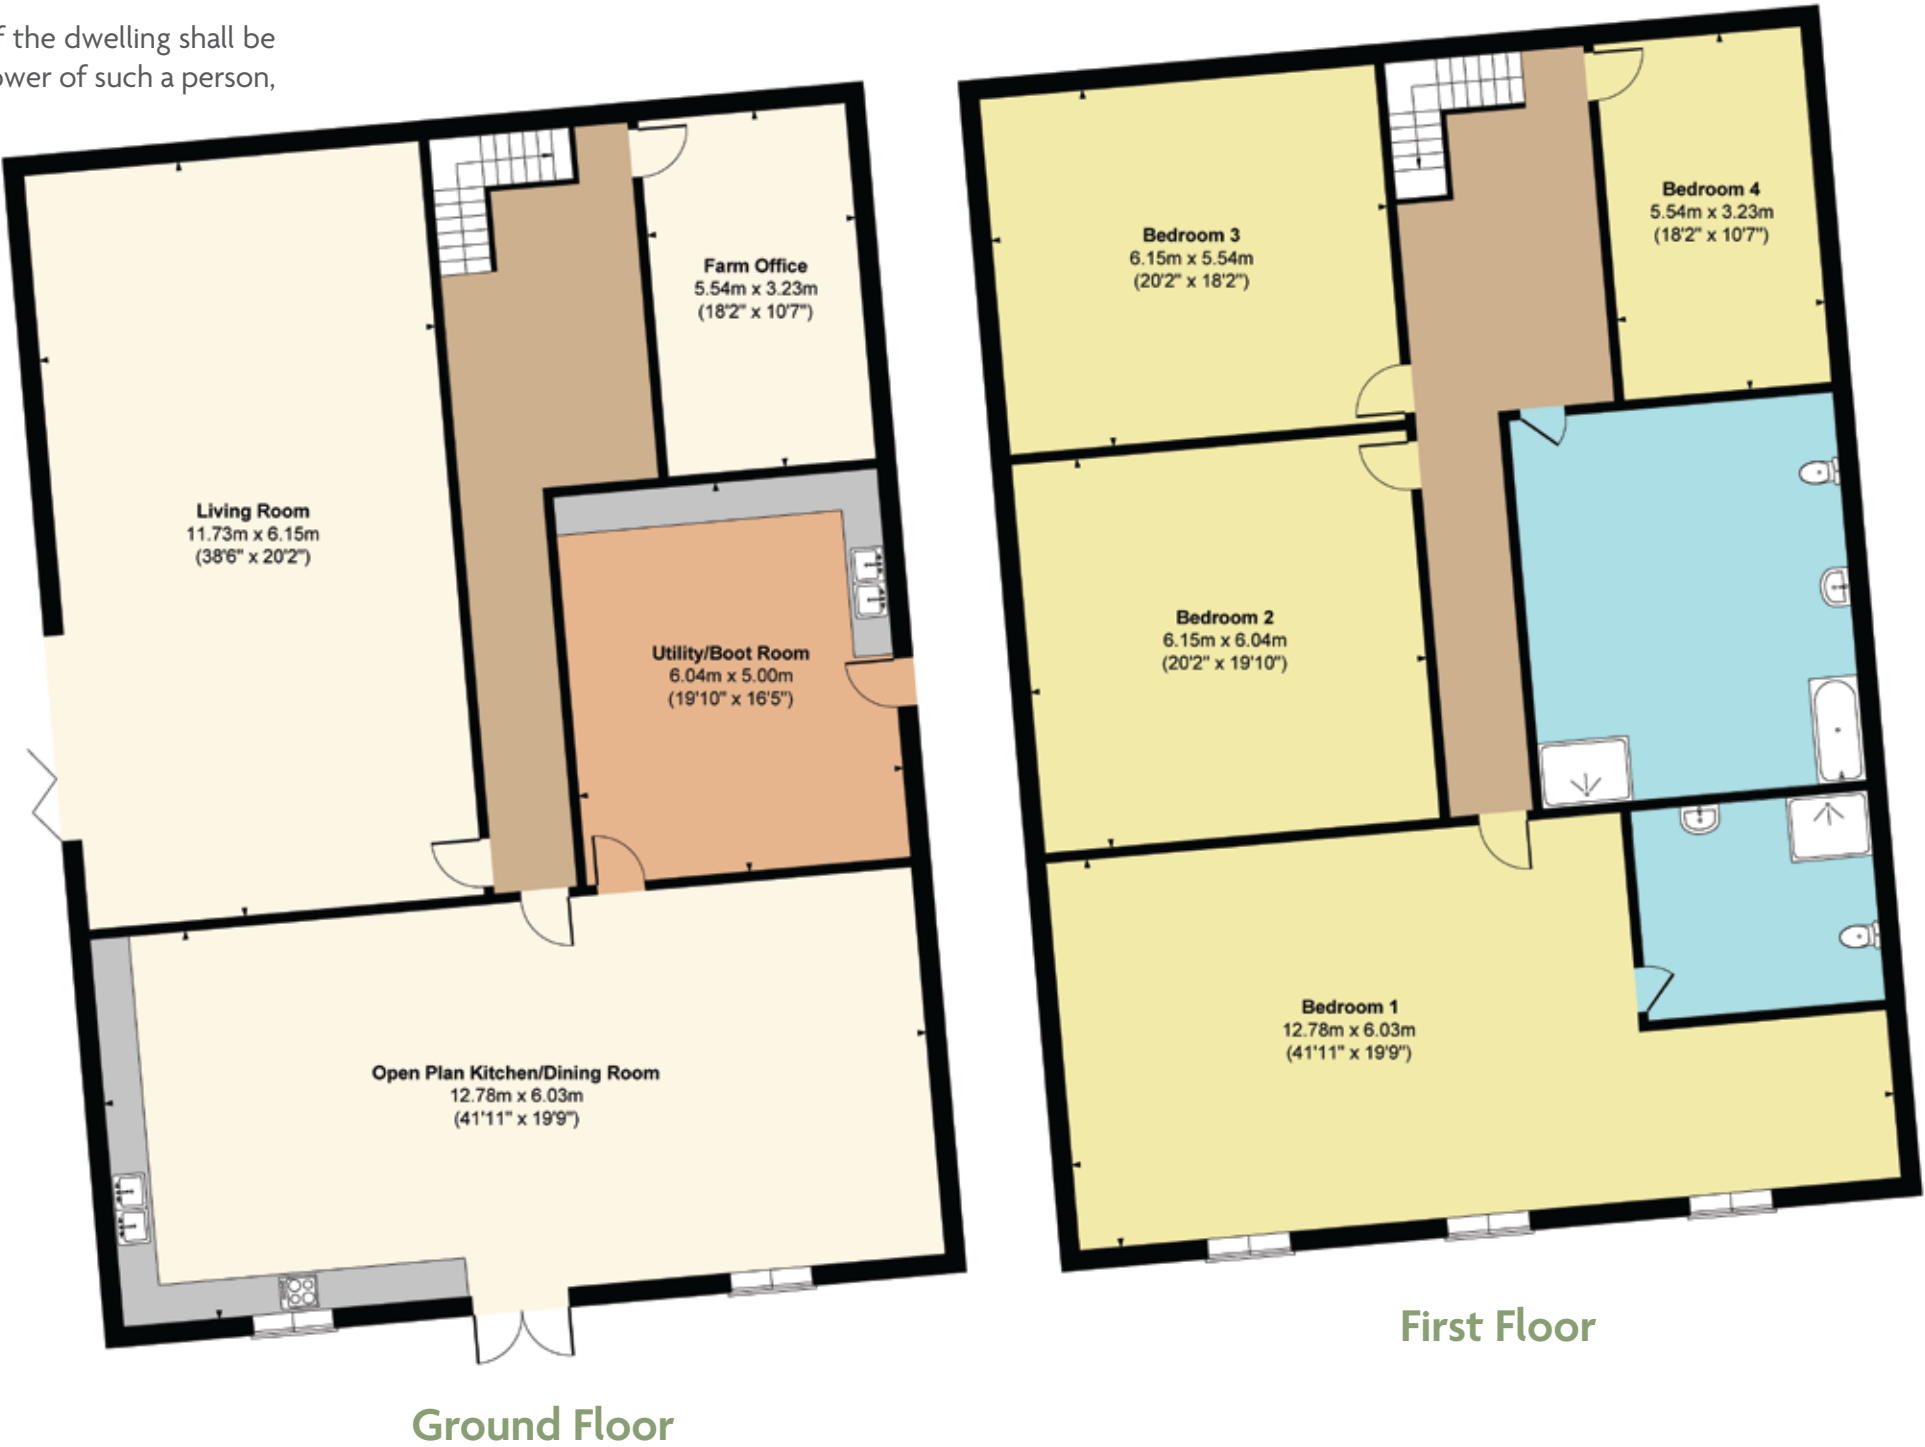 f the dwelling shall be
ower of such a person,
Living Room
11.73m x 6.15m
(38'6" x 20'2")
Farm Office
5.54m x 3.23m
(18'2" x 10'7")
Utility/Boot Room
6.04m x 5.00m
(19'10" x 16'5")
Open Plan Kitchen/Dining Room
12.78m x 6.03m
(41'11" x 19'9")
Ground Floor
Bedroom 3
6.15m x 5.54m
(20'2" x 18'2")
Bedroom 4
5.54m x 3.23m
(18'2" x 10'7")
Bedroom 2
6.15m x 6.04m
(20'2" x 19'10")
Bedroom 1
12.78m x 6.03m
(41'11" x 19'9")
First Floor